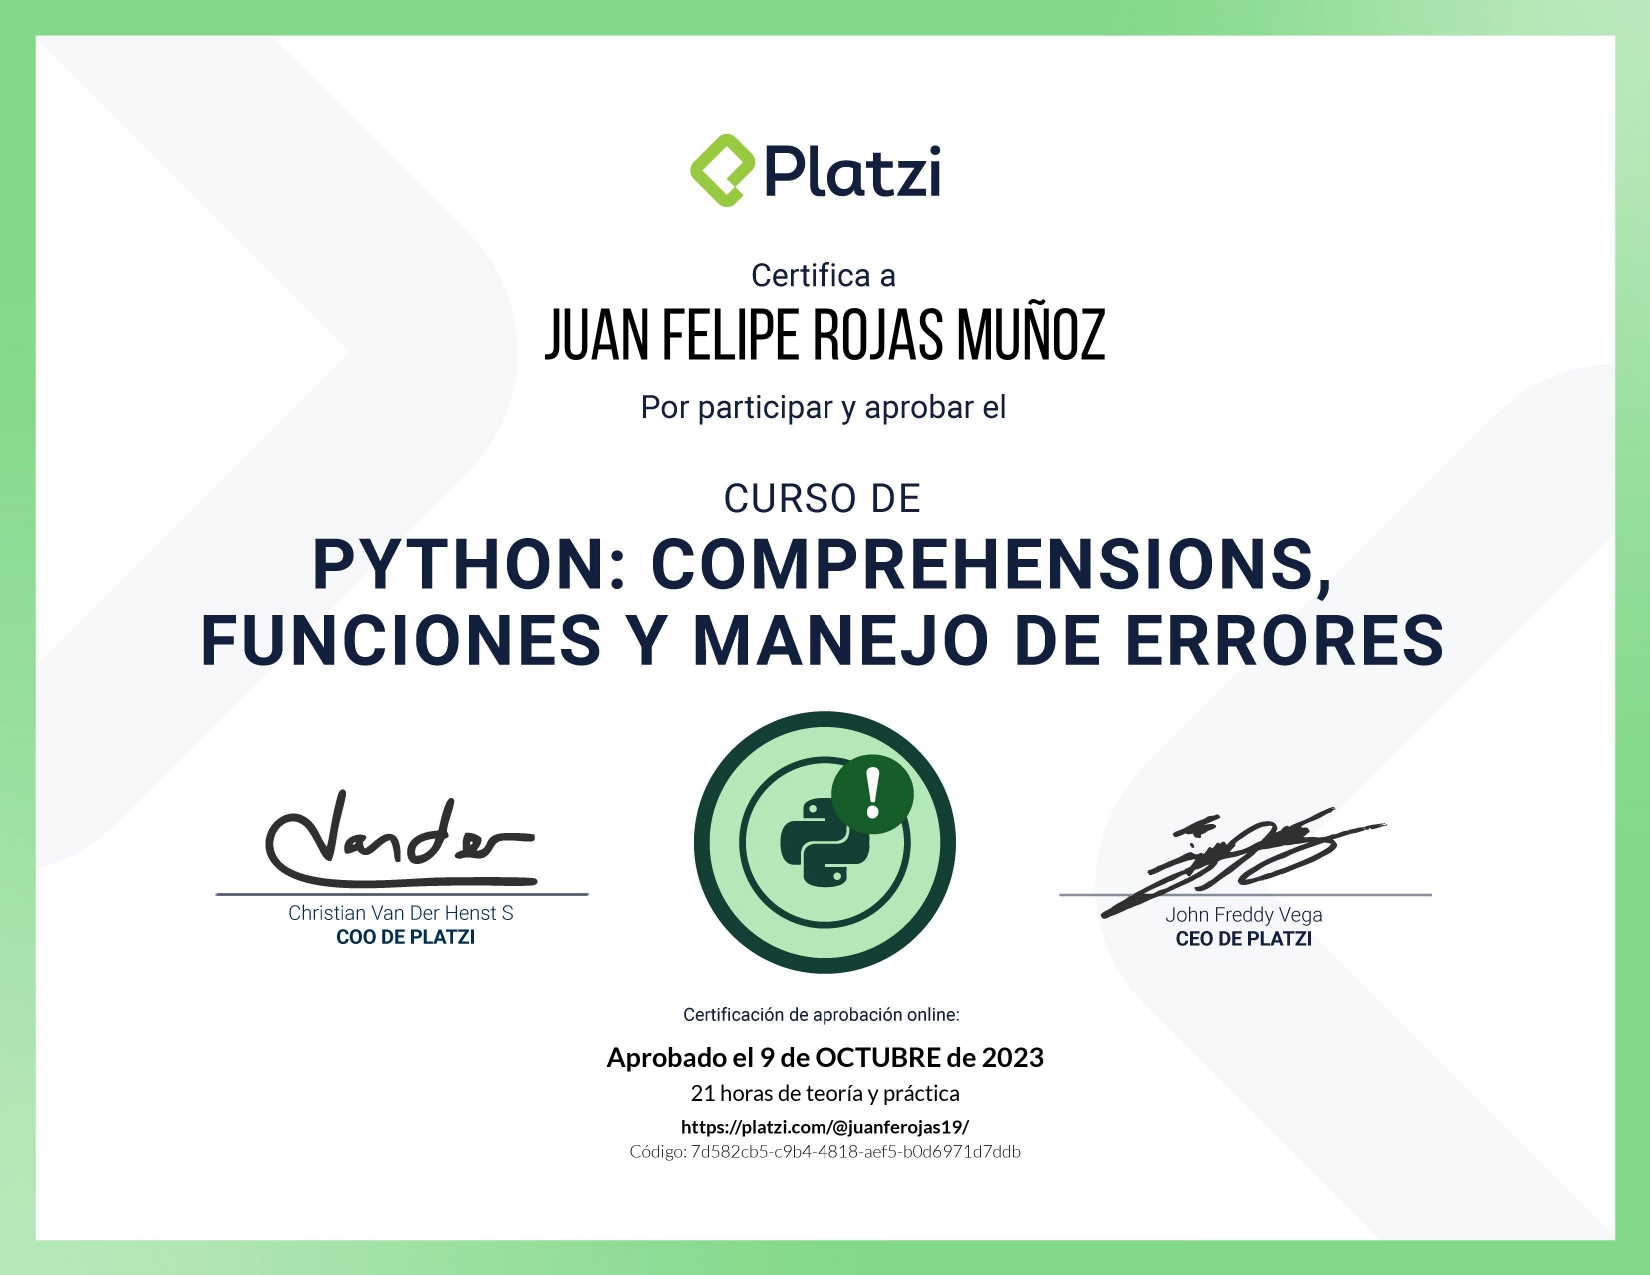 Platzi
Certifica a
JUAN FELIPE ROJAS MUÑOZ
Por participar y aprobar el
CURSO DE
PYTHON: COMPREHENSIONS,
FUNCIONES Y MANEJO DE ERRORES
!
Vander
Christian Van Der Henst S
COO DE PLATZI
John Freddy Vega
CEO DE PLATZI
Certificación de aprobación online:
Aprobado el 9 de OCTUBRE de 2023
21 horas de teoría y práctica
https://platzi.com/@juanferojas19/
Código: 7d582cb5-c9b4-4818-aef5-b0d6971d7ddb